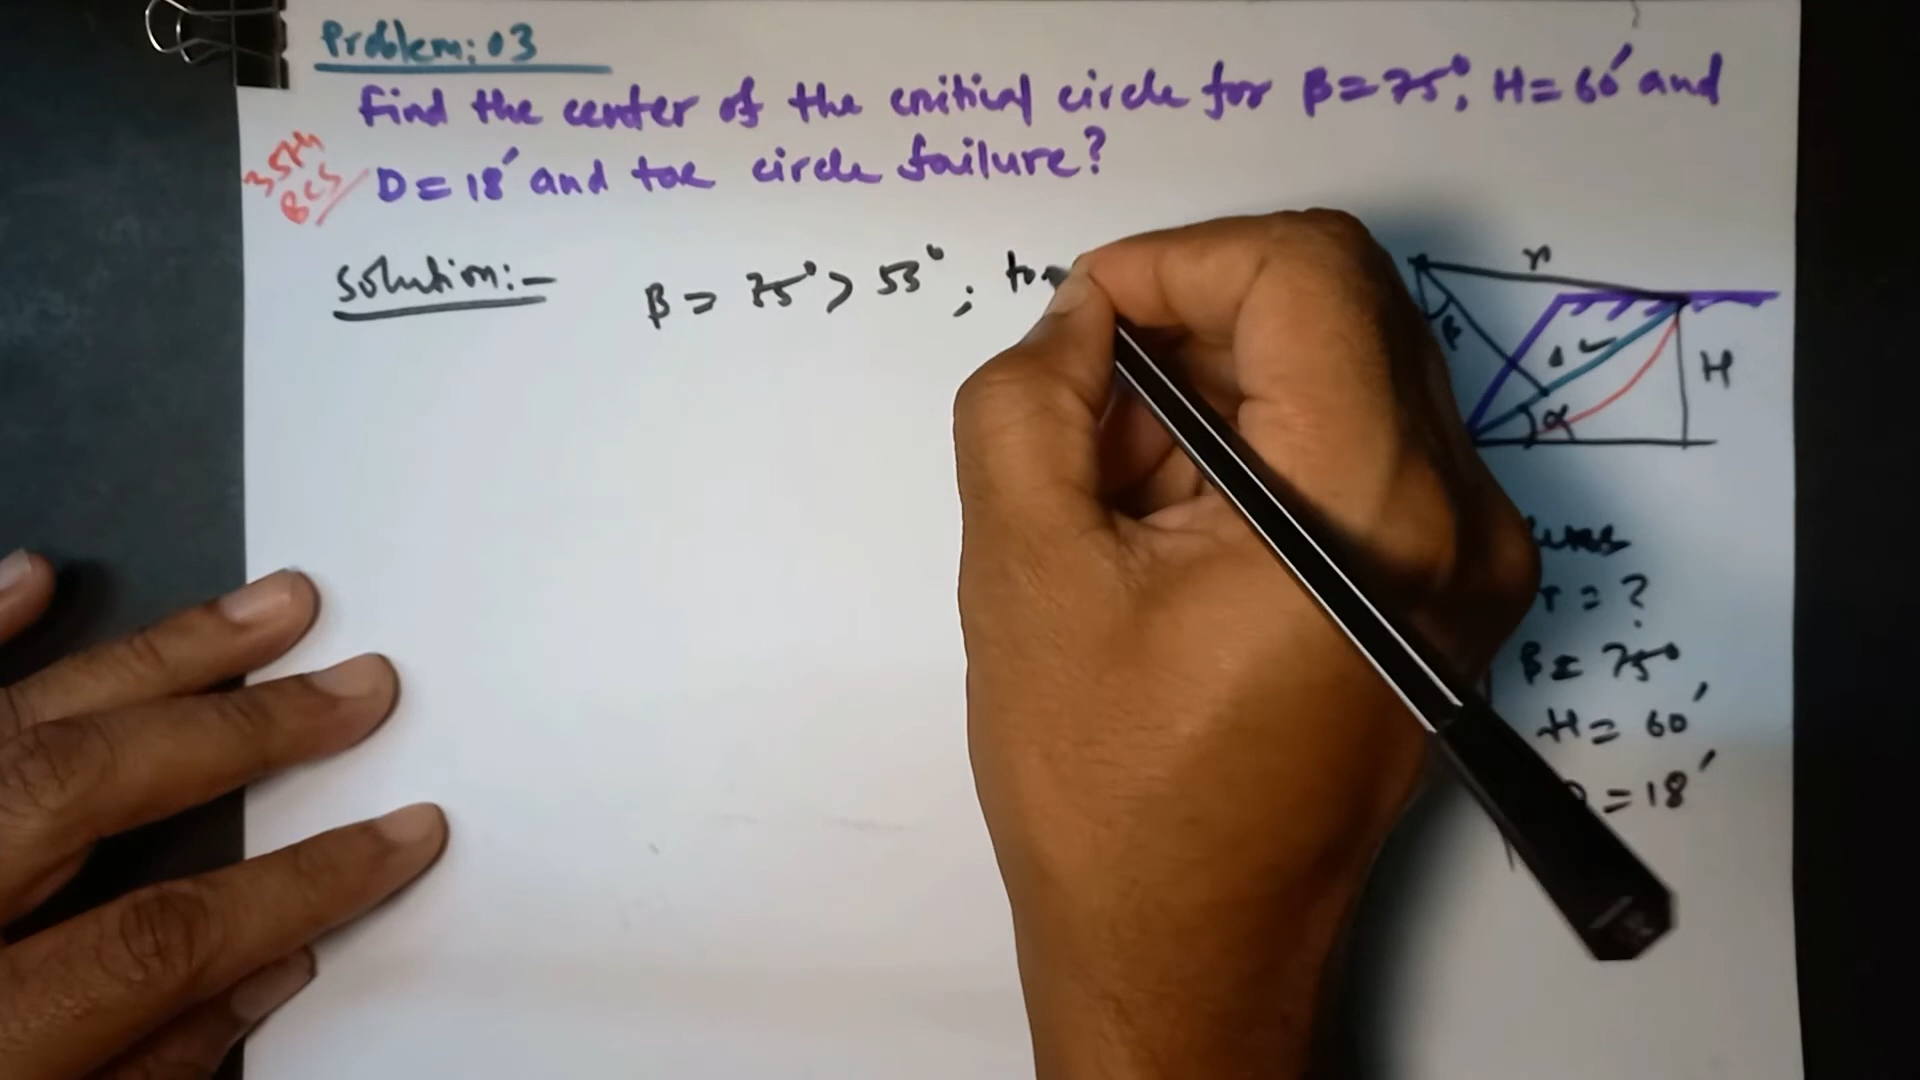 Problem: 03
Find the center of the critical circle for β = 75°, H = 60' and
D = 18' and toe circle failure?
35th
BCS
Solution:-
β = 75° > 53° ; toe
r
H
α
r = ?
β = 75°
H = 60'
= 18'